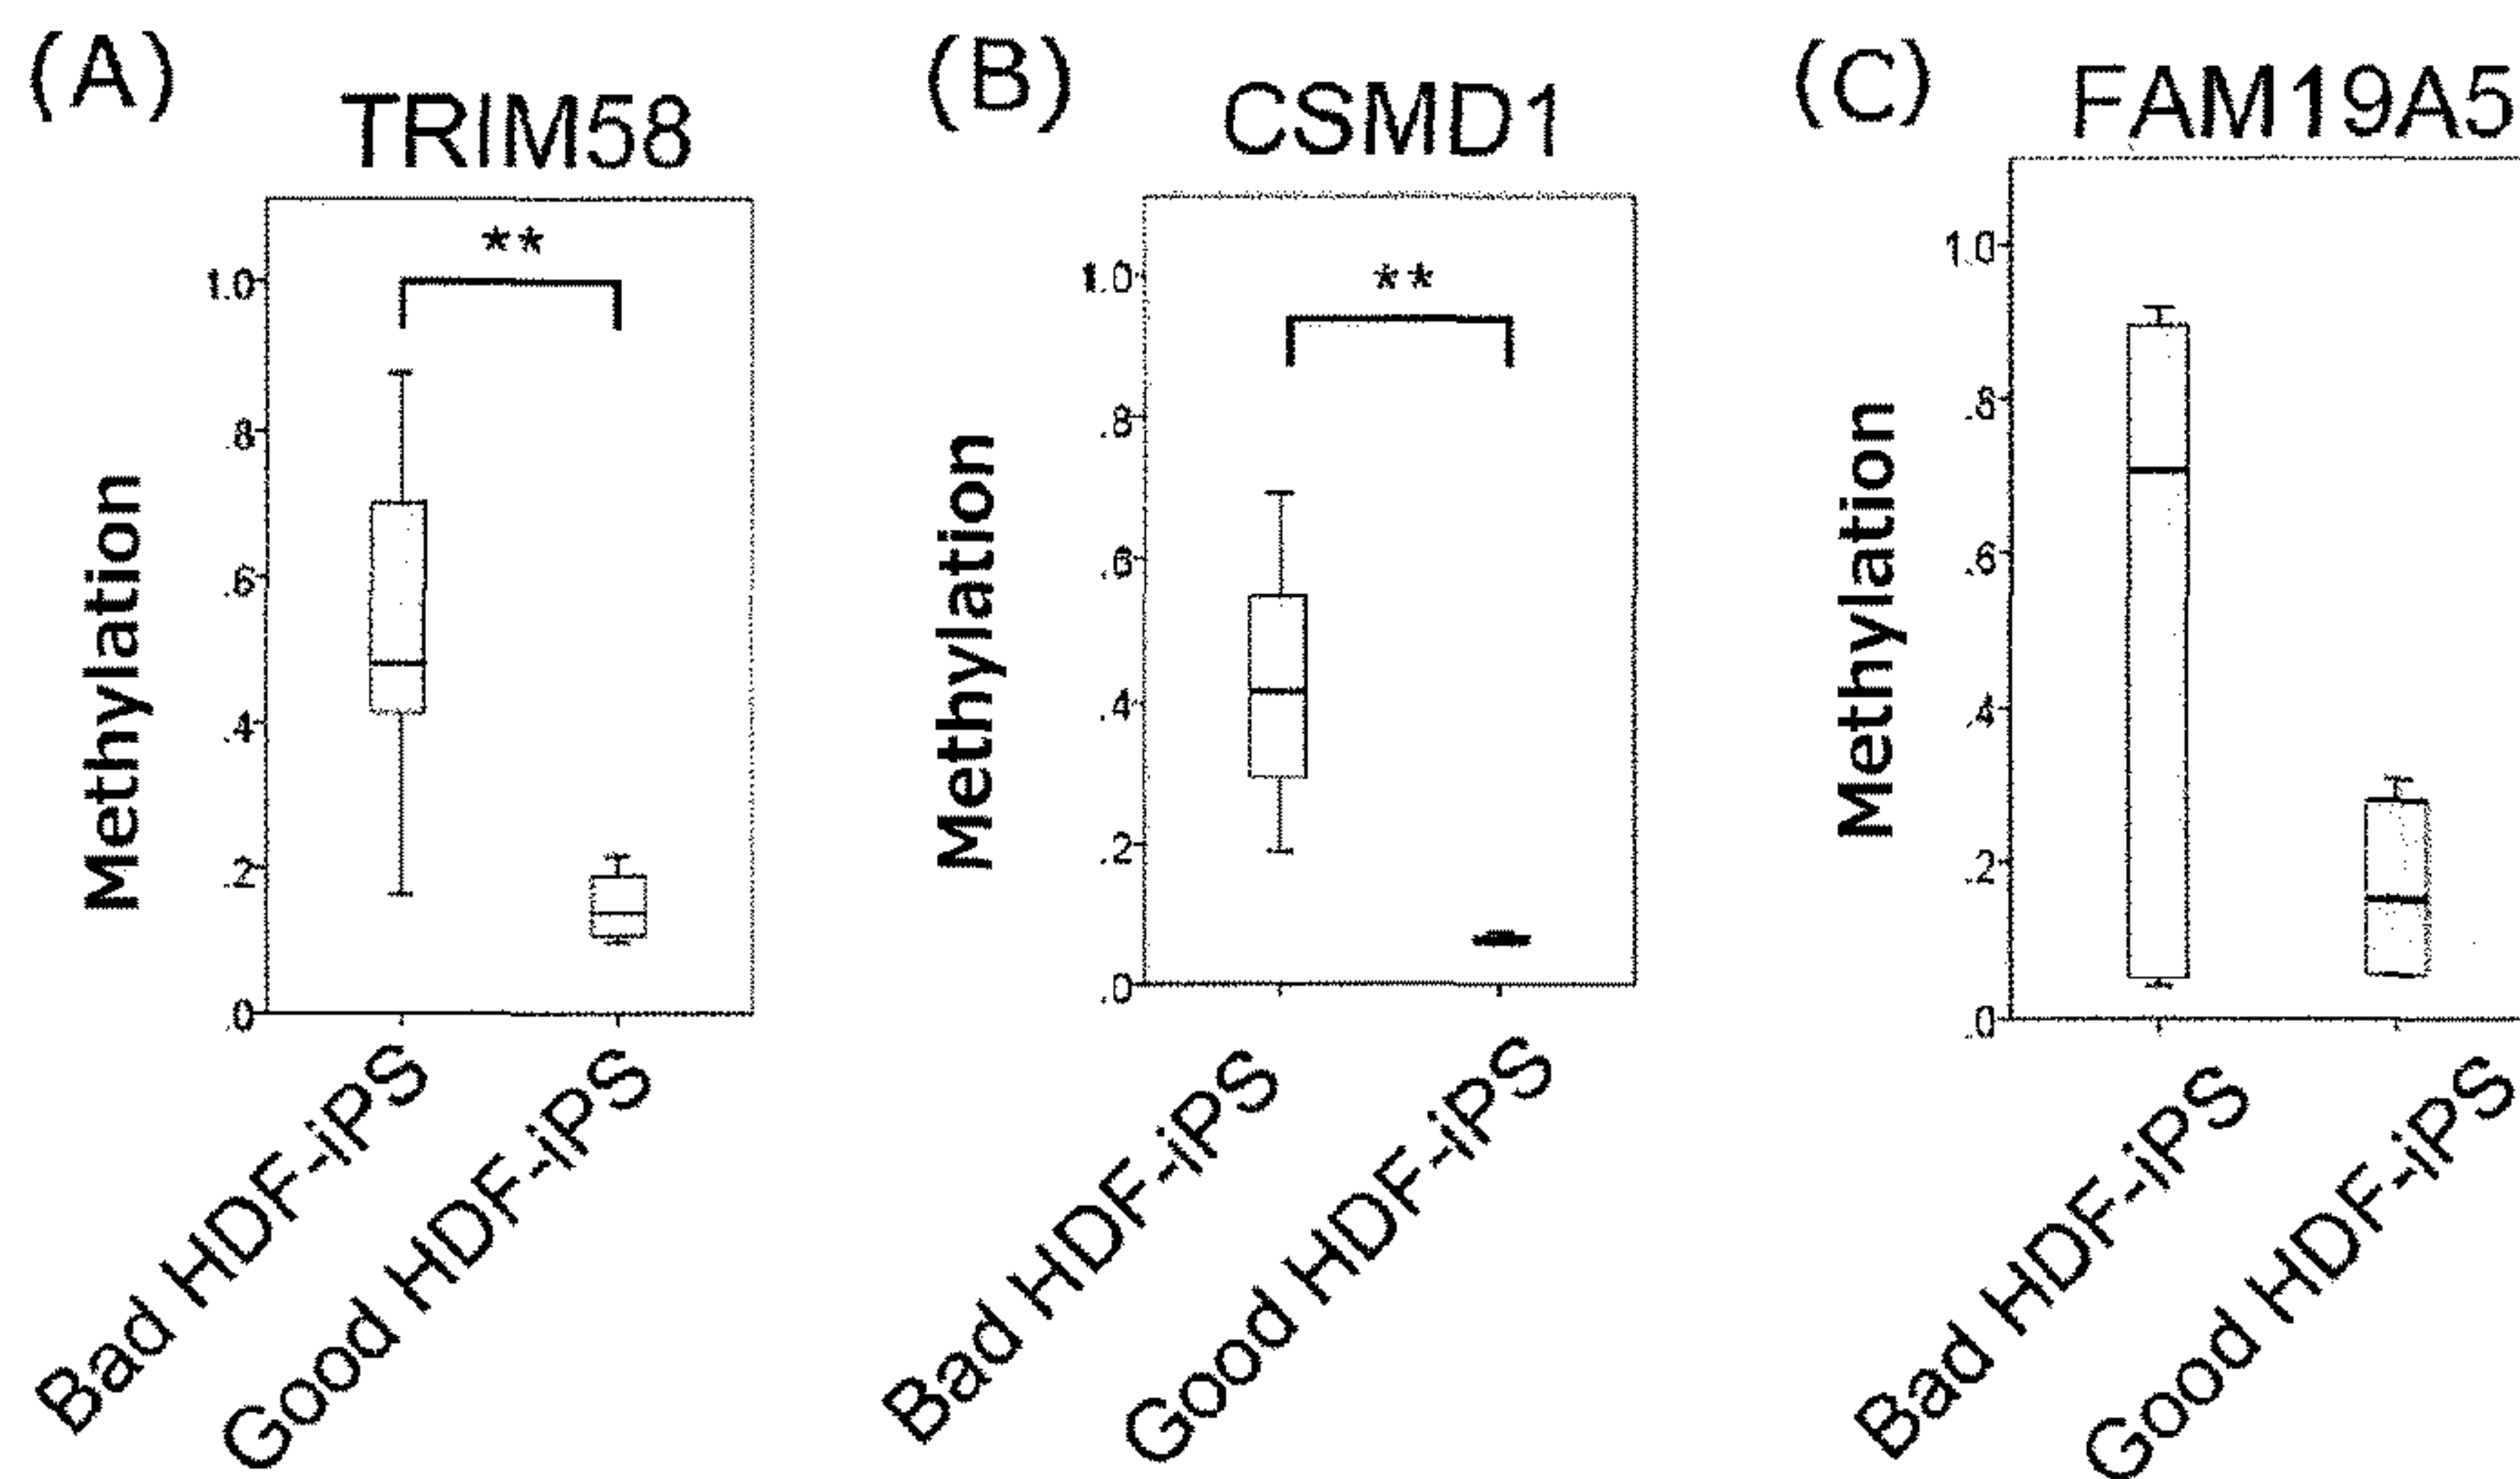 (A)
TRIM58
**
1.0
.8
.6
.4
.2
.0
Methylation
Bad HDF-iPS
Good HDF-iPS
(B)
CSMD1
**
1.0
.8
.6
.4
.2
.0
Methylation
Bad HDF-iPS
Good HDF-iPS
(C)
FAM19A5
1.0
.8
.6
.4
.2
.0
Methylation
Bad HDF-iPS
Good HDF-iPS